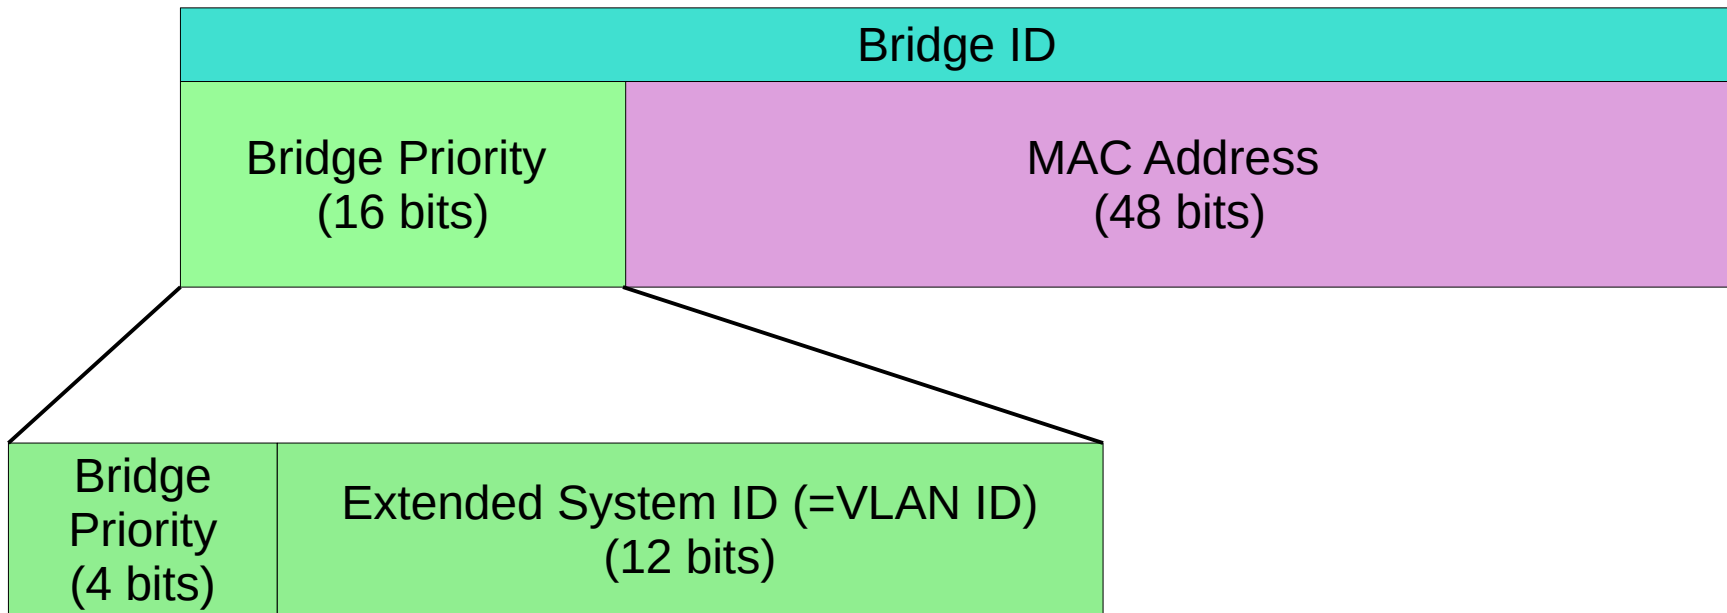 Bridge ID
Bridge Priority
(16 bits)
MAC Address
(48 bits)
Bridge
Priority
(4 bits)
Extended System ID (=VLAN ID)
(12 bits)